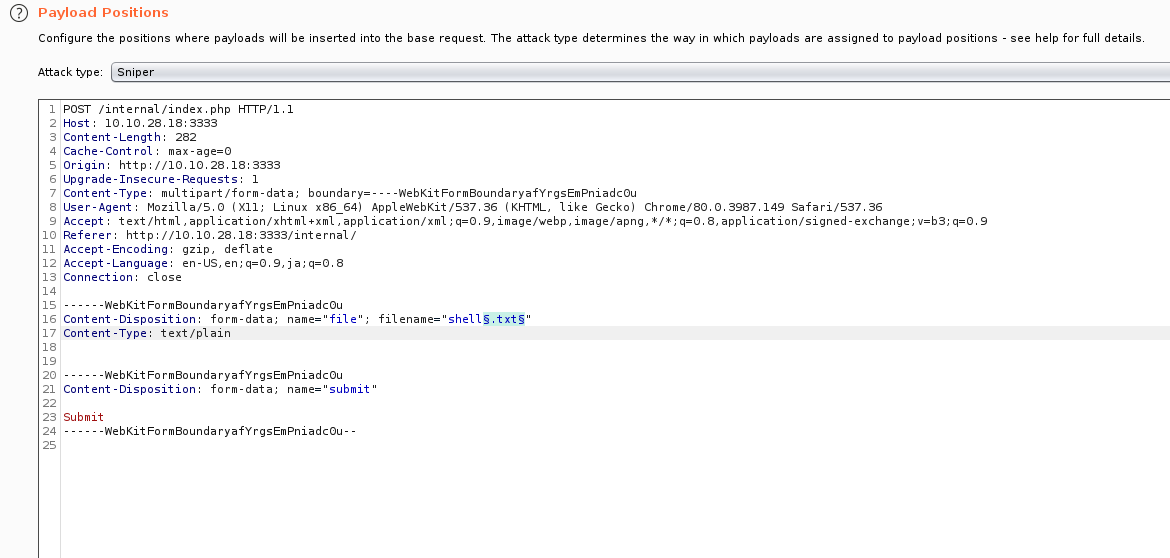 ? Payload Positions
Configure the positions where payloads will be inserted into the base request. The attack type determines the way in which payloads are assigned to payload positions - see help for full details.
Attack type: Sniper
1 POST /internal/index.php HTTP/1.1
2 Host: 10.10.28.18:3333
3 Content-Length: 282
4 Cache-Control: max-age=0
5 Origin: http://10.10.28.18:3333
6 Upgrade-Insecure-Requests: 1
7 Content-Type: multipart/form-data; boundary=----WebKitFormBoundaryafYrgsEmPniadc0u
8 User-Agent: Mozilla/5.0 (X11; Linux x86_64) AppleWebKit/537.36 (KHTML, like Gecko) Chrome/80.0.3987.149 Safari/537.36
9 Accept: text/html,application/xhtml+xml,application/xml;q=0.9,image/webp,image/apng,*/*;q=0.8,application/signed-exchange;v=b3;q=0.9
10 Referer: http://10.10.28.18:3333/internal/
11 Accept-Encoding: gzip, deflate
12 Accept-Language: en-US,en;q=0.9,ja;q=0.8
13 Connection: close
14
15 ------WebKitFormBoundaryafYrgsEmPniadc0u
16 Content-Disposition: form-data; name="file"; filename="shell§.txt§"
17 Content-Type: text/plain
18
19
20 ------WebKitFormBoundaryafYrgsEmPniadc0u
21 Content-Disposition: form-data; name="submit"
22
23 Submit
24 ------WebKitFormBoundaryafYrgsEmPniadc0u--
25